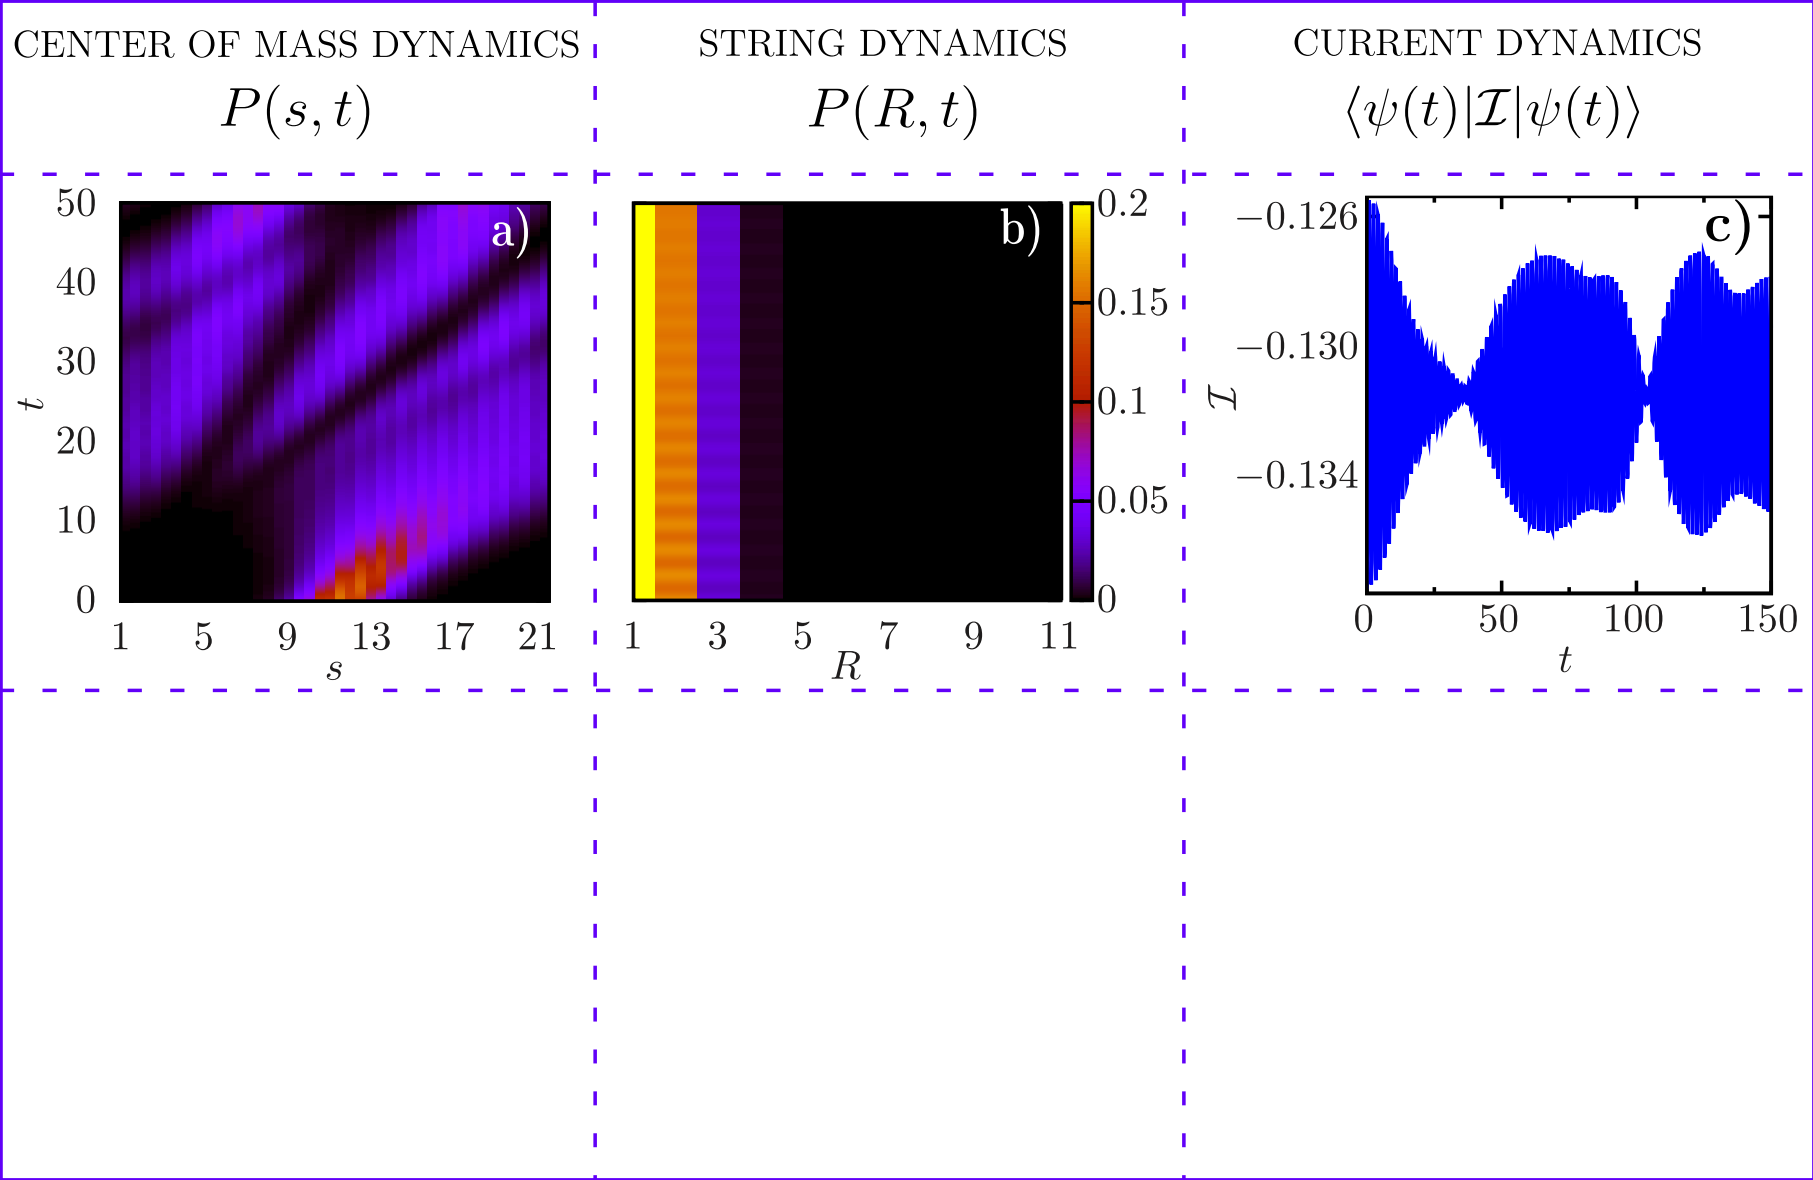 CENTER OF MASS DYNAMICS
P(s, t)
STRING DYNAMICS
P(R, t)
CURRENT DYNAMICS
⟨ψ(t)|ℐ|ψ(t)⟩
a)
50
40
30
20
10
0
t
1 5 9 13 17 21
s
b)
1 3 5 7 9 11
R
0.2
0.15
0.1
0.05
0
c)
−0.126
−0.130
−0.134
ℐ
0 50 100 150
t